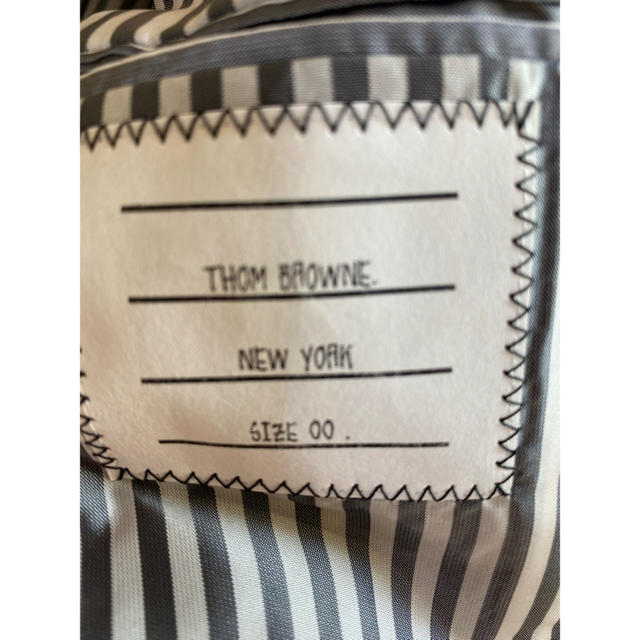 THOM BROWNE.
NEW YORK
SIZE 00 .